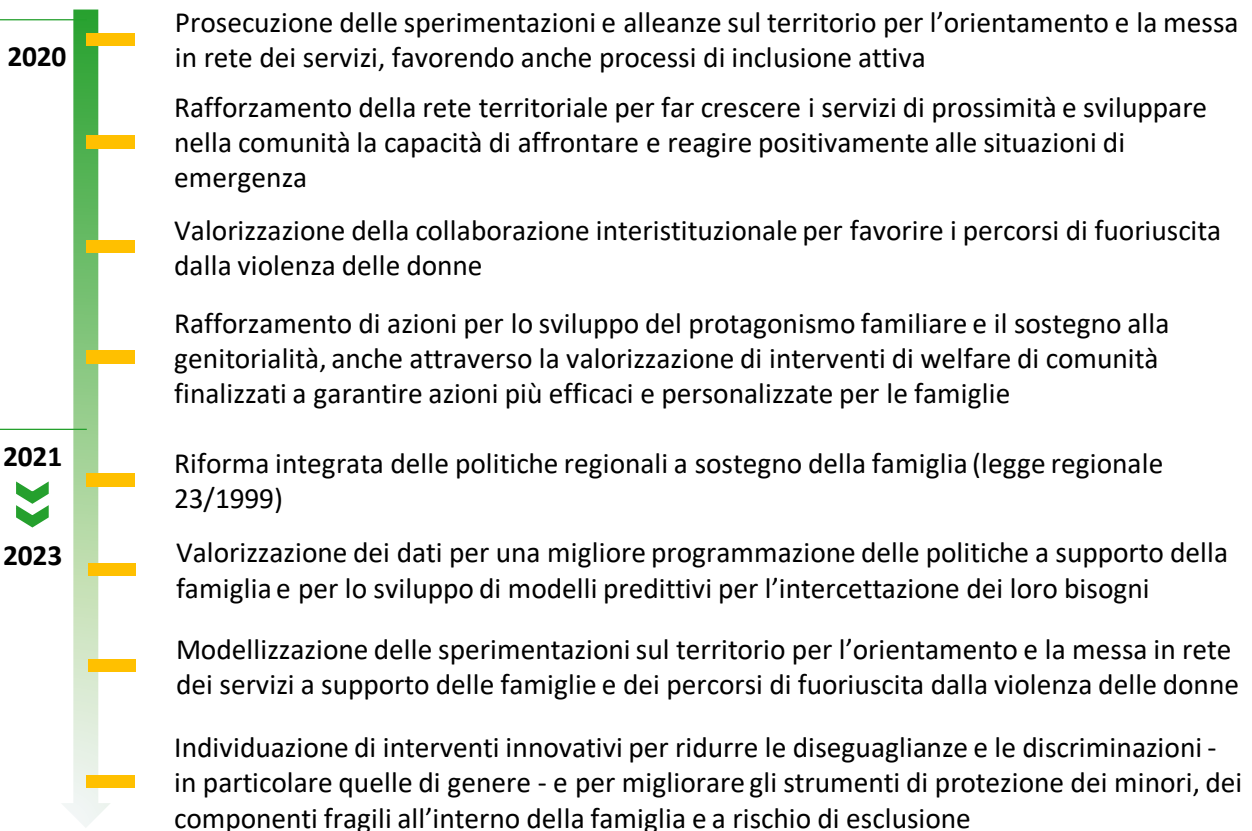 2020
Prosecuzione delle sperimentazioni e alleanze sul territorio per l’orientamento e la messa
in rete dei servizi, favorendo anche processi di inclusione attiva
Rafforzamento della rete territoriale per far crescere i servizi di prossimità e sviluppare
nella comunità la capacità di affrontare e reagire positivamente alle situazioni di
emergenza
Valorizzazione della collaborazione interistituzionale per favorire i percorsi di fuoriuscita
dalla violenza delle donne
Rafforzamento di azioni per lo sviluppo del protagonismo familiare e il sostegno alla
genitorialità, anche attraverso la valorizzazione di interventi di welfare di comunità
finalizzati a garantire azioni più efficaci e personalizzate per le famiglie
2021
2023
Riforma integrata delle politiche regionali a sostegno della famiglia (legge regionale
23/1999)
Valorizzazione dei dati per una migliore programmazione delle politiche a supporto della
famiglia e per lo sviluppo di modelli predittivi per l’intercettazione dei loro bisogni
Modellizzazione delle sperimentazioni sul territorio per l’orientamento e la messa in rete
dei servizi a supporto delle famiglie e dei percorsi di fuoriuscita dalla violenza delle donne
Individuazione di interventi innovativi per ridurre le diseguaglianze e le discriminazioni -
in particolare quelle di genere - e per migliorare gli strumenti di protezione dei minori, dei
componenti fragili all’interno della famiglia e a rischio di esclusione